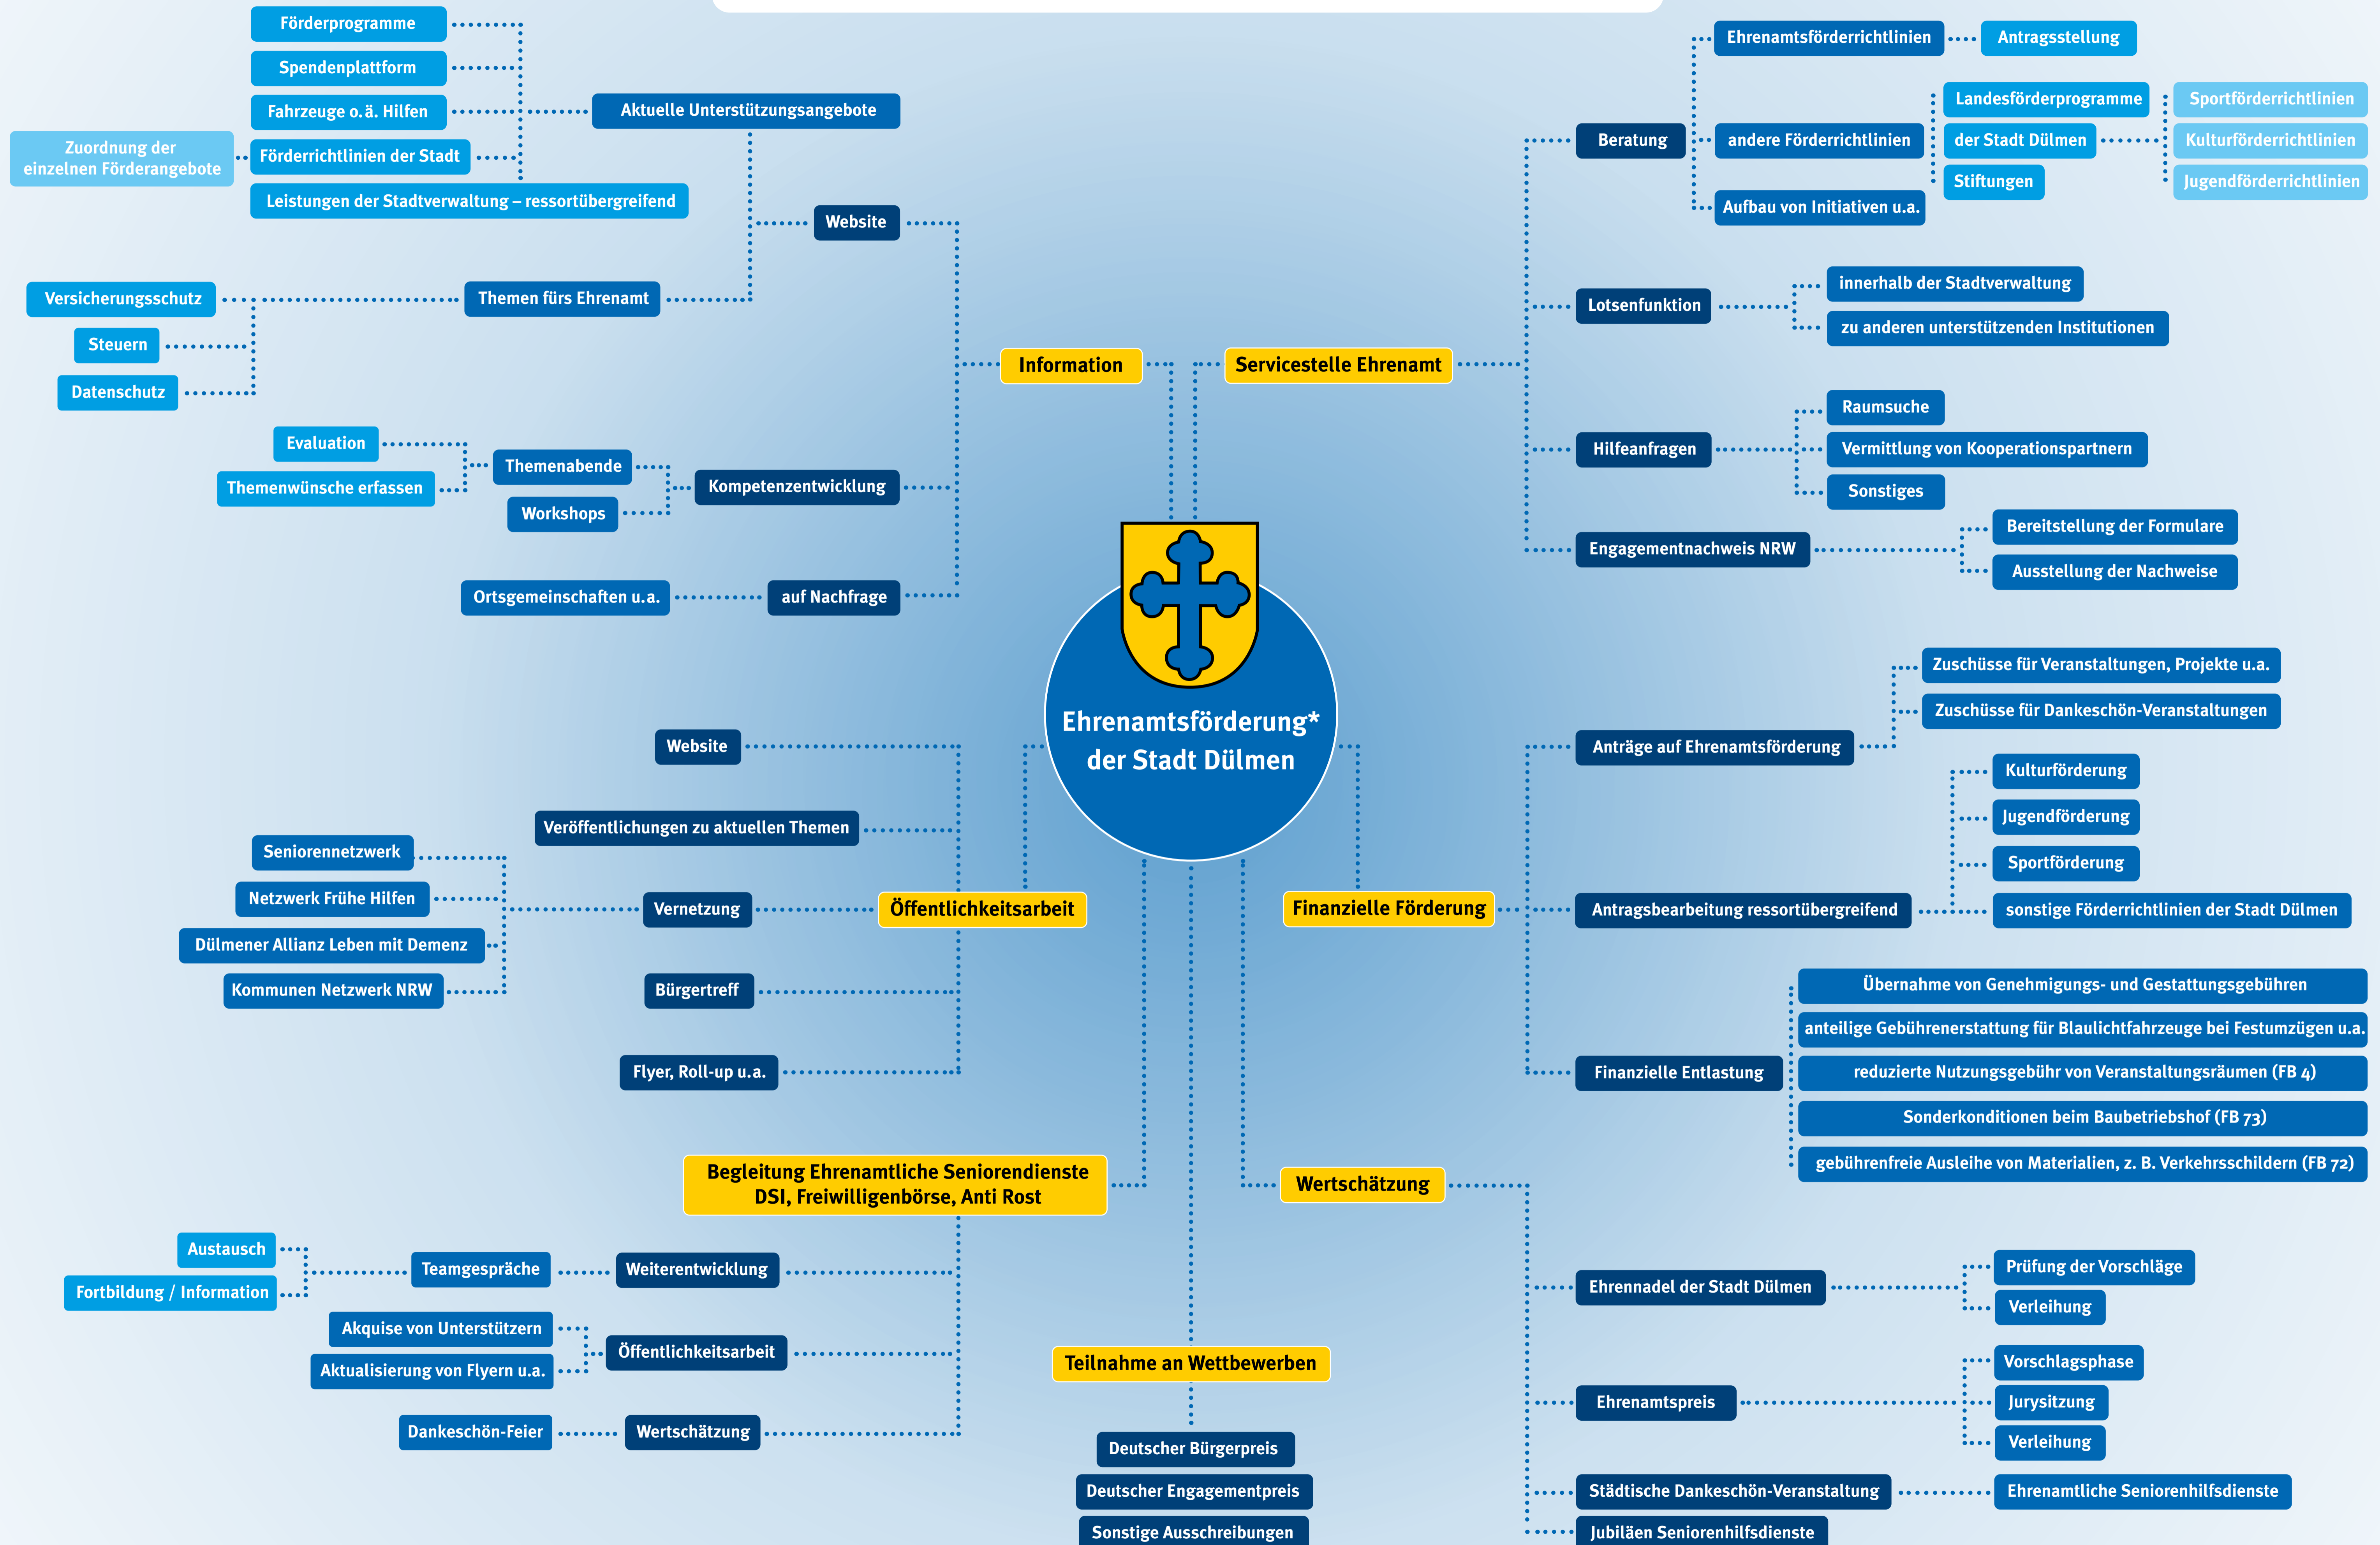 Ehrenamtsförderung*
der Stadt Dülmen
Information
Website
Aktuelle Unterstützungsangebote
Förderprogramme
Spendenplattform
Fahrzeuge o. ä. Hilfen
Förderrichtlinien der Stadt
Zuordnung der
einzelnen Förderangebote
Leistungen der Stadtverwaltung – ressortübergreifend
Themen fürs Ehrenamt
Versicherungsschutz
Steuern
Datenschutz
Kompetenzentwicklung
Themenabende
Evaluation
Themenwünsche erfassen
Workshops
auf Nachfrage
Ortsgemeinschaften u.a.
Servicestelle Ehrenamt
Beratung
Ehrenamtsförderrichtlinien
Antragsstellung
andere Förderrichtlinien
Landesförderprogramme
der Stadt Dülmen
Stiftungen
Sportförderrichtlinien
Kulturförderrichtlinien
Jugendförderrichtlinien
Aufbau von Initiativen u.a.
Lotsenfunktion
innerhalb der Stadtverwaltung
zu anderen unterstützenden Institutionen
Hilfeanfragen
Raumsuche
Vermittlung von Kooperationspartnern
Sonstiges
Engagementnachweis NRW
Bereitstellung der Formulare
Ausstellung der Nachweise
Öffentlichkeitsarbeit
Website
Veröffentlichungen zu aktuellen Themen
Vernetzung
Seniorennetzwerk
Netzwerk Frühe Hilfen
Dülmener Allianz Leben mit Demenz
Kommunen Netzwerk NRW
Bürgertreff
Flyer, Roll-up u.a.
Finanzielle Förderung
Anträge auf Ehrenamtsförderung
Zuschüsse für Veranstaltungen, Projekte u.a.
Zuschüsse für Dankeschön-Veranstaltungen
Antragsbearbeitung ressortübergreifend
Kulturförderung
Jugendförderung
Sportförderung
sonstige Förderrichtlinien der Stadt Dülmen
Finanzielle Entlastung
Übernahme von Genehmigungs- und Gestattungsgebühren
anteilige Gebührenerstattung für Blaulichtfahrzeuge bei Festumzügen u.a.
reduzierte Nutzungsgebühr von Veranstaltungsräumen (FB 4)
Sonderkonditionen beim Baubetriebshof (FB 73)
gebührenfreie Ausleihe von Materialien, z. B. Verkehrsschildern (FB 72)
Begleitung Ehrenamtliche Seniorendienste
DSI, Freiwilligenbörse, Anti Rost
Weiterentwicklung
Teamgespräche
Austausch
Fortbildung / Information
Öffentlichkeitsarbeit
Akquise von Unterstützern
Aktualisierung von Flyern u.a.
Wertschätzung
Dankeschön-Feier
Teilnahme an Wettbewerben
Deutscher Bürgerpreis
Deutscher Engagementpreis
Sonstige Ausschreibungen
Wertschätzung
Ehrennadel der Stadt Dülmen
Prüfung der Vorschläge
Verleihung
Ehrenamtspreis
Vorschlagsphase
Jurysitzung
Verleihung
Städtische Dankeschön-Veranstaltung
Ehrenamtliche Seniorenhilfsdienste
Jubiläen Seniorenhilfsdienste